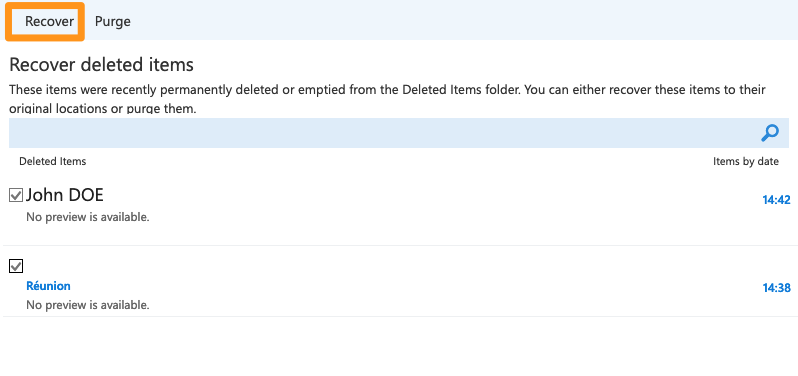 Recover Purge
Recover deleted items
These items were recently permanently deleted or emptied from the Deleted Items folder. You can either recover these items to their
original locations or purge them.
Deleted Items Items by date
John DOE 14:42
No preview is available.
Réunion 14:38
No preview is available.